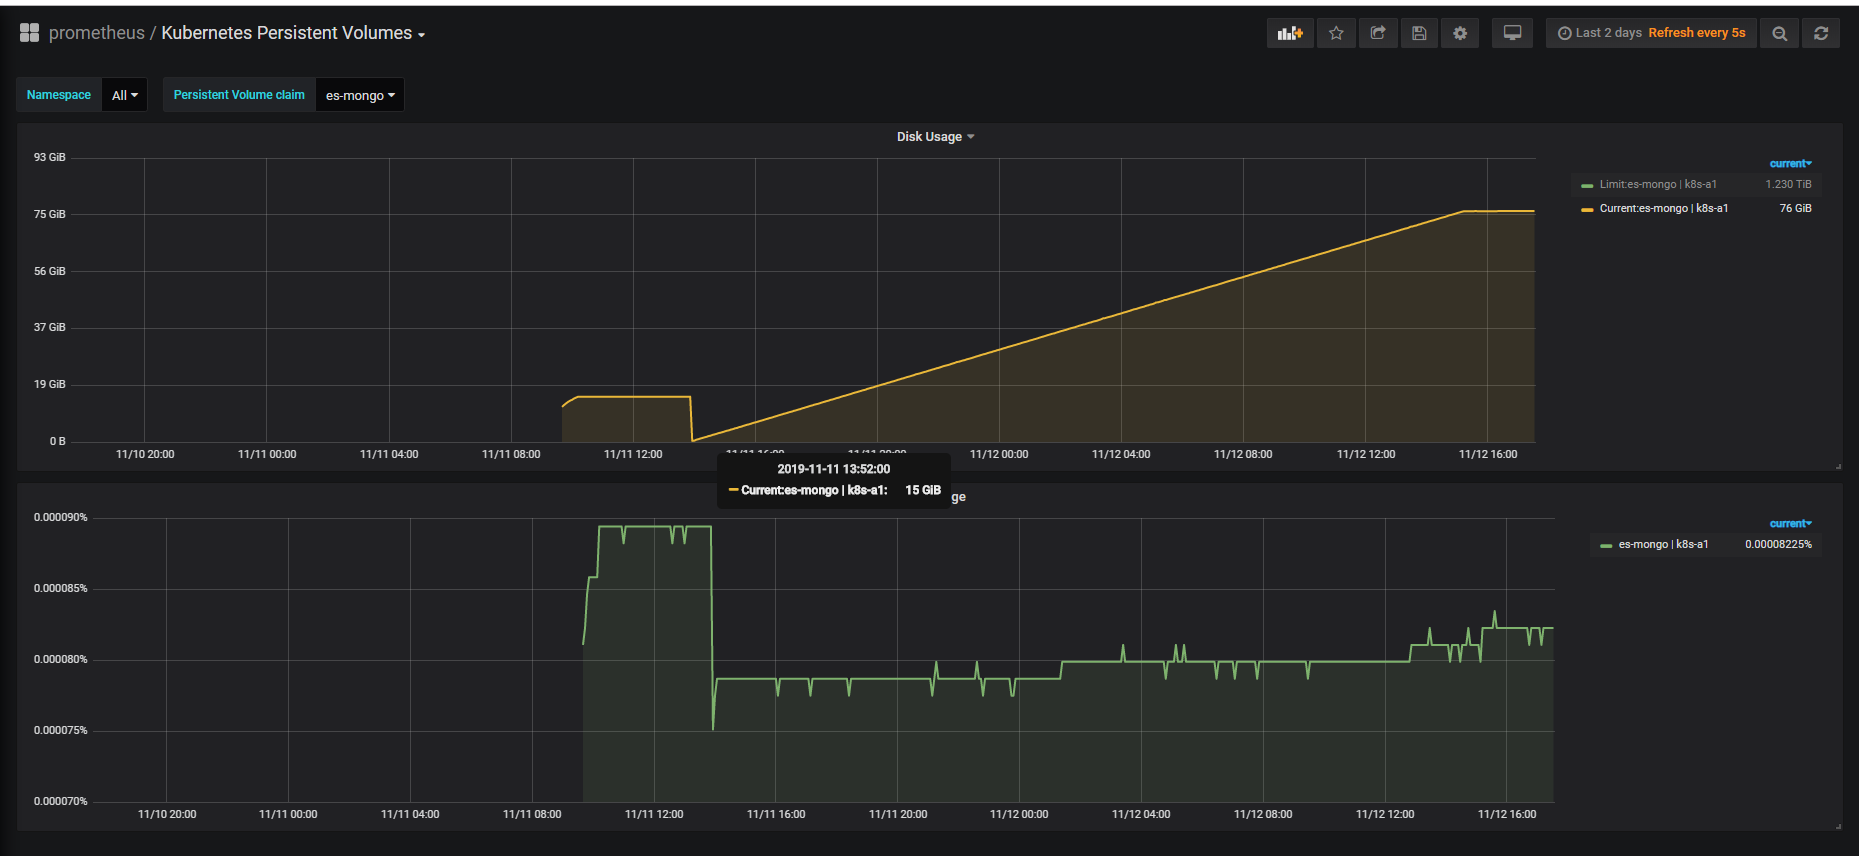 prometheus / Kubernetes Persistent Volumes
Last 2 days Refresh every 5s
Namespace All Persistent Volume claim es-mongo
Disk Usage
93 GiB
75 GiB
56 GiB
37 GiB
19 GiB
0 B
11/10 20:00 11/11 00:00 11/11 04:00 11/11 08:00 11/11 12:00 11/11 16:00 11/11 20:00 11/12 00:00 11/12 04:00 11/12 08:00 11/12 12:00 11/12 16:00
current
Limit:es-mongo | k8s-a1 1.230 TiB
Current:es-mongo | k8s-a1 76 GiB
2019-11-11 13:52:00
Current:es-mongo | k8s-a1: 15 GiB
ge
0.000090%
0.000085%
0.000080%
0.000075%
0.000070%
11/10 20:00 11/11 00:00 11/11 04:00 11/11 08:00 11/11 12:00 11/11 16:00 11/11 20:00 11/12 00:00 11/12 04:00 11/12 08:00 11/12 12:00 11/12 16:00
current
es-mongo | k8s-a1 0.00008225%